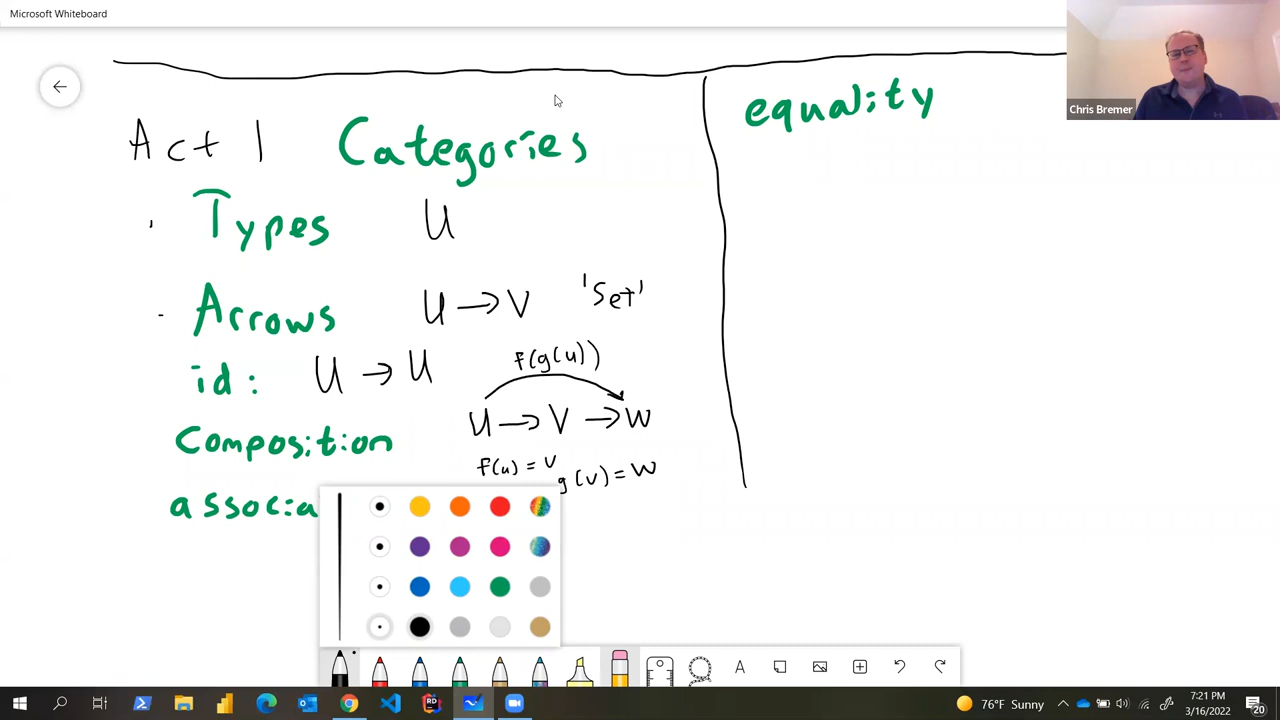 Microsoft Whiteboard
Chris Bremer
Act 1 Categories
Types U
Arrows U → V 'Set'
id: U → U
f(g(u))
Composition U → V → W
f(u) = v g(v) = w
associa
equality
A
76°F Sunny
7:21 PM
3/16/2022
20